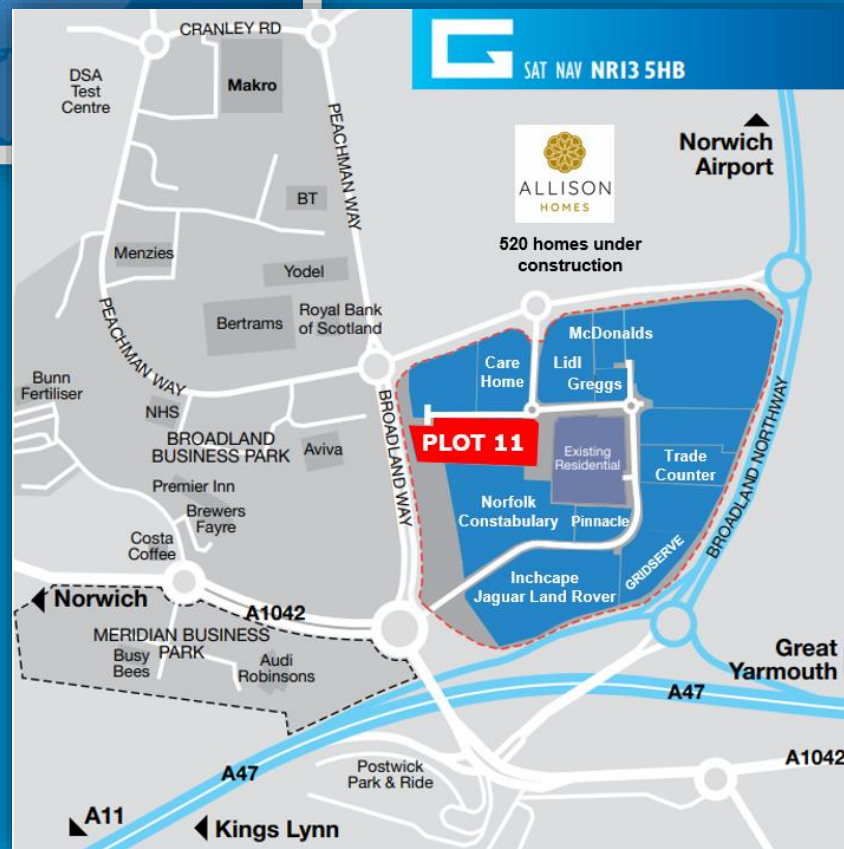 CRANLEY RD
SAT NAV NR13 5HB
DSA
Test
Centre
Makro
PEACHMAN WAY
Norwich
Airport
ALLISON
HOMES
520 homes under
construction
BT
Menzies
Yodel
PEACHMAN WAY
Bertrams
Royal Bank
of Scotland
McDonalds
Care
Home
Lidl
Greggs
Bunn
Fertiliser
NHS
BROADLAND
BUSINESS PARK
Aviva
BROADLAND WAY
PLOT 11
Existing
Residential
Trade
Counter
BROADLAND NORTHWAY
Premier Inn
Brewers
Fayre
Costa
Coffee
Norfolk
Constabulary
Pinnacle
GRIDSERVE
Inchcape
Jaguar Land Rover
Norwich
A1042
MERIDIAN BUSINESS
PARK
Busy
Bees
Audi
Robinsons
Great
Yarmouth
A47
A1042
Postwick
Park & Ride
A47
A11
Kings Lynn